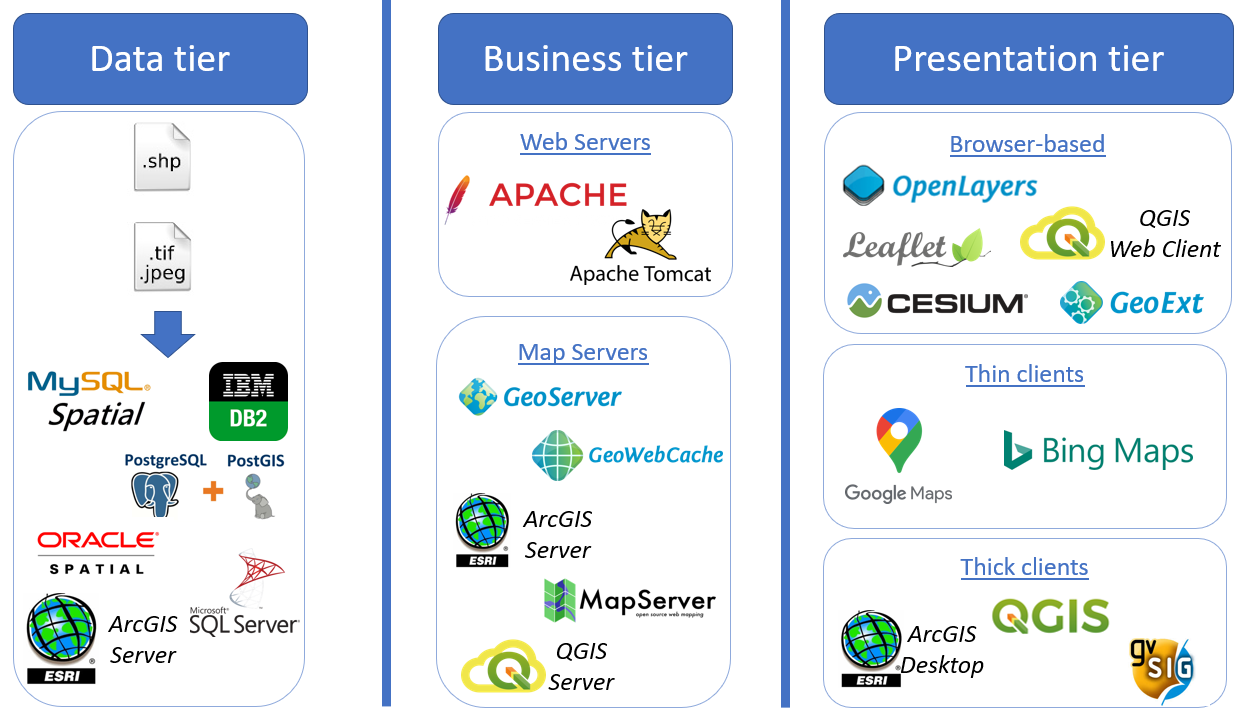 Data tier
.shp
.tif
.jpeg
MySQL®
Spatial
IBM
DB2
PostgreSQL
PostGIS
+
ORACLE®
SPATIAL
Microsoft®
SQL Server®
ArcGIS
Server
ESRI®
Business tier
Web Servers
APACHE
Apache Tomcat
Map Servers
GeoServer
GeoWebCache
ArcGIS
Server
ESRI®
MapServer
open source web mapping
QGIS
Server
Presentation tier
Browser-based
OpenLayers
Leaflet
QGIS
Web Client
CESIUM®
GeoExt
Thin clients
Google Maps
Bing Maps
Thick clients
ArcGIS
Desktop
ESRI®
QGIS
gv
SIG